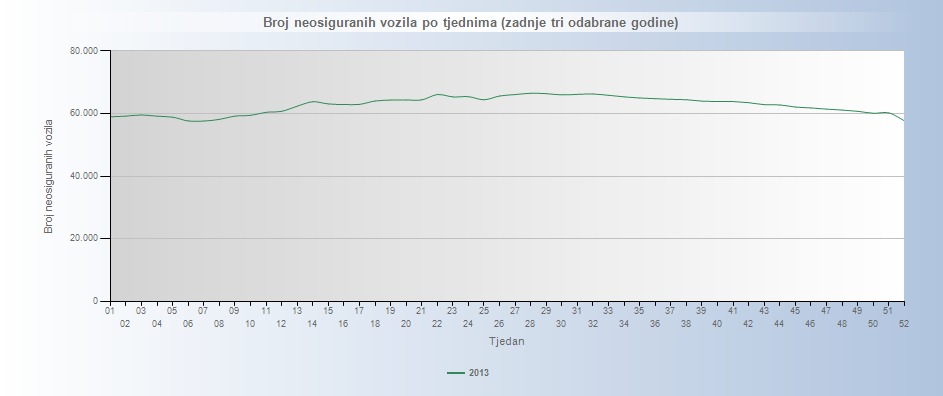 Broj neosiguranih vozila po tjednima (zadnje tri odabrane godine)
80.000
60.000
40.000
20.000
0
Broj neosiguranih vozila
01 03 05 07 09 11 13 15 17 19 21 23 25 27 29 31 33 35 37 39 41 43 45 47 49 51
02 04 06 08 10 12 14 16 18 20 22 24 26 28 30 32 34 36 38 40 42 44 46 48 50 52
Tjedan
2013